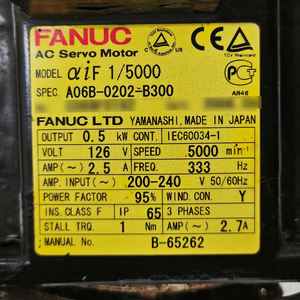 FANUC
AC Servo Motor
MODEL αiF 1/5000
SPEC. A06B-0202-B300
AR46
FANUC LTD YAMANASHI, MADE IN JAPAN
OUTPUT 0.5 kW CONT. IEC60034-1
VOLT 126 V SPEED. 5000 min-1
AMP(~) 2.5 A FREQ. 333 Hz
AMP. INPUT(~) 200-240 V 50/60Hz
POWER FACTOR 95% WIND. CON. Y
INS. CLASS F IP 65 3 PHASES
STALL TRQ. 1 Nm AMP(~) 2.7A
MANUAL No. B-65262